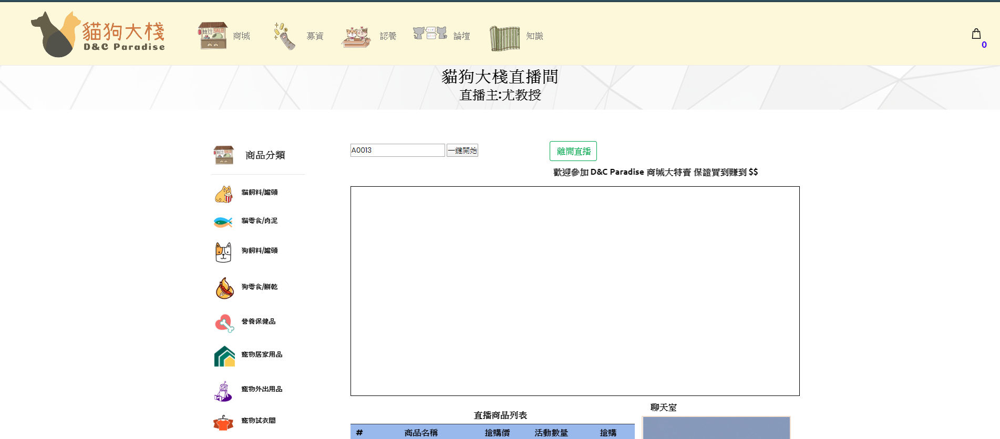 貓狗大棧
D&C Paradise
商城
募資
認養
論壇
知識
0
貓狗大棧直播間
直播主:尤教授
商品分類
A0013
一鍵開始
離開直播
歡迎參加 D&C Paradise 商城大特賣 保證買到賺到 $$
貓飼料/罐頭
貓零食/肉泥
狗飼料/罐頭
狗零食/餅乾
營養保健品
寵物居家用品
寵物外出用品
寵物試衣間
聊天室
直播商品列表
# 商品名稱 搶購價 活動數量 搶購